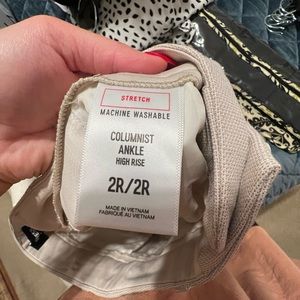 STRETCH
MACHINE WASHABLE
COLUMNIST
ANKLE
HIGH RISE
2R/2R
MADE IN VIETNAM
FABRIQUÉ AU VIETNAM